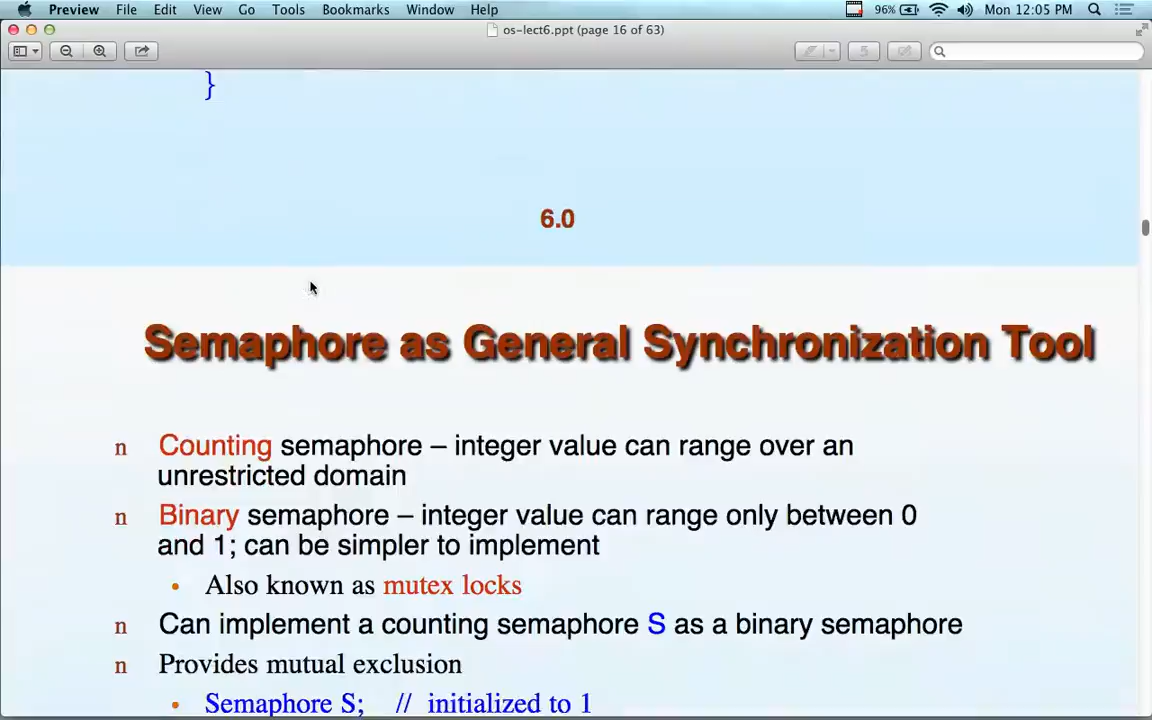 Preview File Edit View Go Tools Bookmarks Window Help 96% Mon 12:05 PM
os-lect6.ppt (page 16 of 63)
}
6.0
Semaphore as General Synchronization Tool
n Counting semaphore – integer value can range over an
unrestricted domain
n Binary semaphore – integer value can range only between 0
and 1; can be simpler to implement
• Also known as mutex locks
n Can implement a counting semaphore S as a binary semaphore
n Provides mutual exclusion
• Semaphore S; // initialized to 1